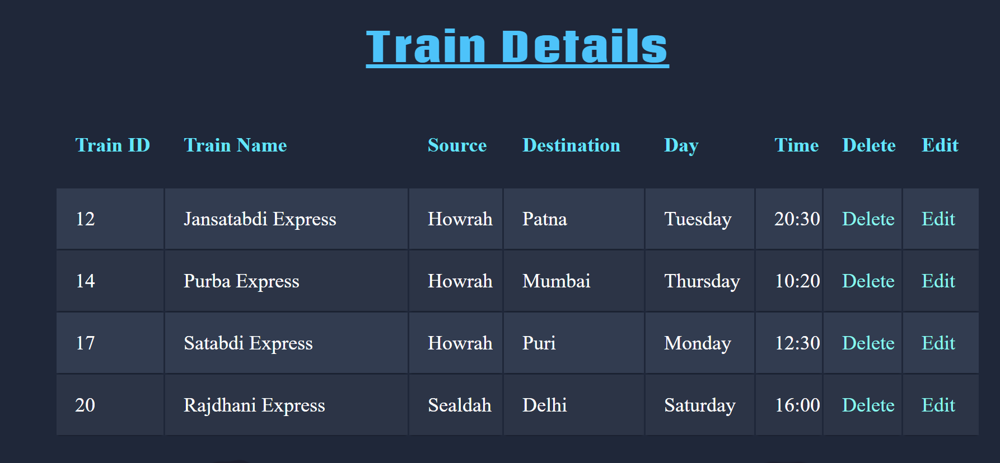 Train Details
Train ID Train Name Source Destination Day Time Delete Edit
12 Jansatabdi Express Howrah Patna Tuesday 20:30 Delete Edit
14 Purba Express Howrah Mumbai Thursday 10:20 Delete Edit
17 Satabdi Express Howrah Puri Monday 12:30 Delete Edit
20 Rajdhani Express Sealdah Delhi Saturday 16:00 Delete Edit